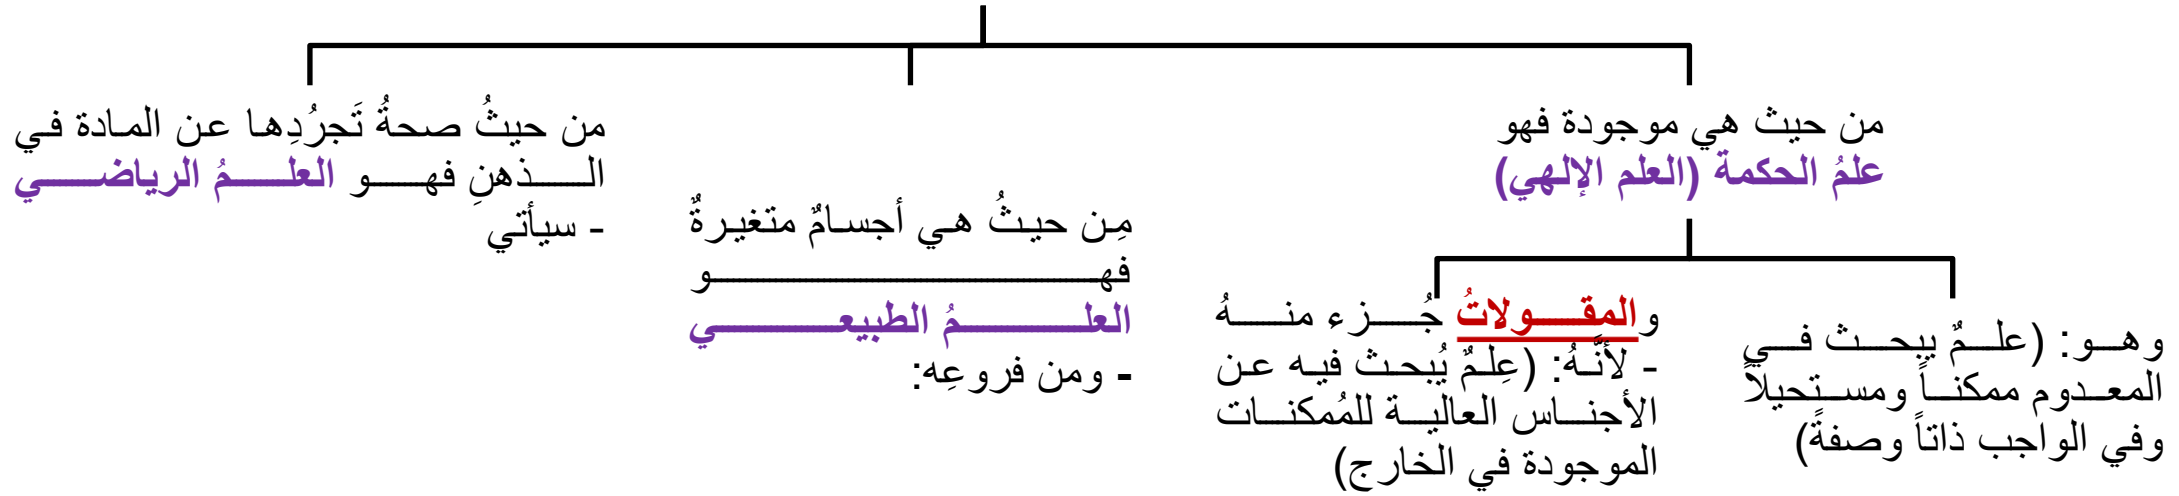 من حيث هي موجودة فهو
علمُ الحكمة (العلم الإلهي)
وهو: (علمٌ يبحث في
المعدوم ممكناً ومستحيلاً
وفي الواجب ذاتاً وصفةً)
والمقولاتُ جُزء منهُ
- لأنَّهُ: (عِلمٌ يُبحث فيه عن
الأجناس العالية للمُمكنات
الموجودة في الخارج)
مِن حيثُ هي أجسامٌ متغيرةٌ
فهو
العلمُ الطبيعي
- ومن فروعِه:
من حيثُ صحةُ تَجرُدِها عن المادة في
الذهنِ فهو العلمُ الرياضي
- سيأتي